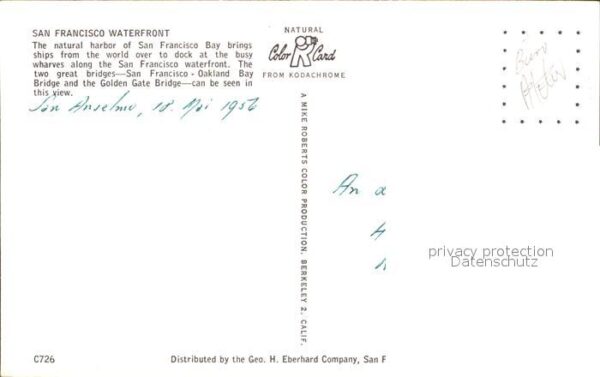 SAN FRANCISCO WATERFRONT
The natural harbor of San Francisco Bay brings
ships from the world over to dock at the busy
wharves along the San Francisco waterfront. The
two great bridges—San Francisco - Oakland Bay
Bridge and the Golden Gate Bridge—can be seen in
this view.
San Anselmo, 18. Mai 1956
NATURAL
Color Card
FROM KODACHROME
A MIKE ROBERTS COLOR PRODUCTION, BERKELEY 2, CALIF.
An
privacy protection
Datenschutz
C726
Distributed by the Geo. H. Eberhard Company, San F